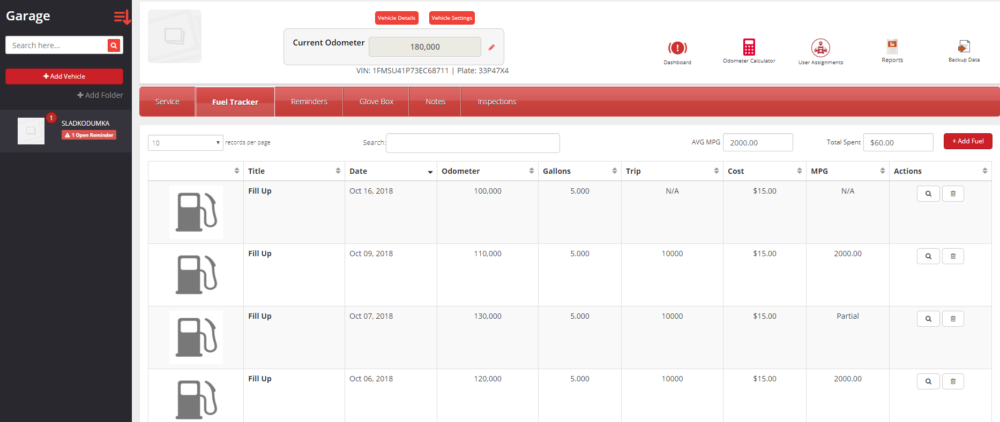 Garage
Search here...
Add Vehicle
Add Folder
1
SLADKODUMKA
1 Open Reminder
Vehicle Details
Vehicle Settings
Current Odometer
180,000
VIN: 1FMSU41P73EC68711 | Plate: 33P47X4
Dashboard
Odometer Calculator
User Assignments
Reports
Backup Data
Service
Fuel Tracker
Reminders
Glove Box
Notes
Inspections
10
records per page
Search:
AVG MPG
2000.00
Total Spent
$60.00
+ Add Fuel
Title Date Odometer Gallons Trip Cost MPG Actions
Fill Up Oct 16, 2018 100,000 5.000 N/A $15.00 N/A
Fill Up Oct 09, 2018 110,000 5.000 10000 $15.00 2000.00
Fill Up Oct 07, 2018 130,000 5.000 10000 $15.00 Partial
Fill Up Oct 06, 2018 120,000 5.000 10000 $15.00 2000.00